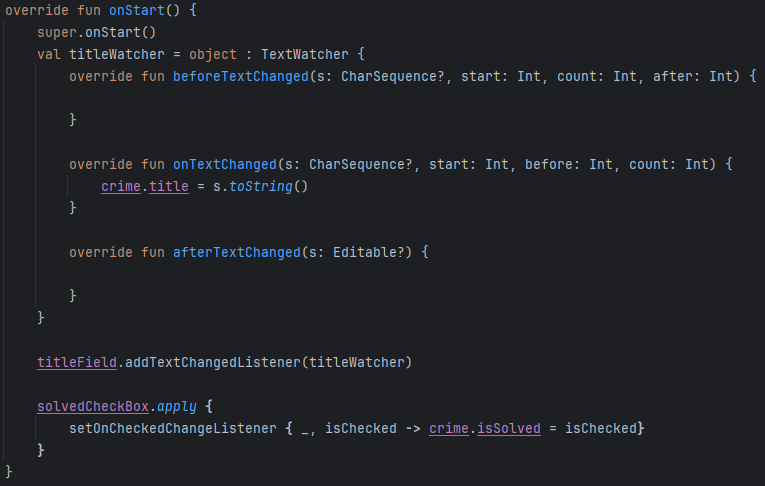 override fun onStart() {
super.onStart()
val titleWatcher = object : TextWatcher {
override fun beforeTextChanged(s: CharSequence?, start: Int, count: Int, after: Int) {
}
override fun onTextChanged(s: CharSequence?, start: Int, before: Int, count: Int) {
crime.title = s.toString()
}
override fun afterTextChanged(s: Editable?) {
}
}
titleField.addTextChangedListener(titleWatcher)
solvedCheckBox.apply {
setOnCheckedChangeListener { _, isChecked -> crime.isSolved = isChecked}
}
}